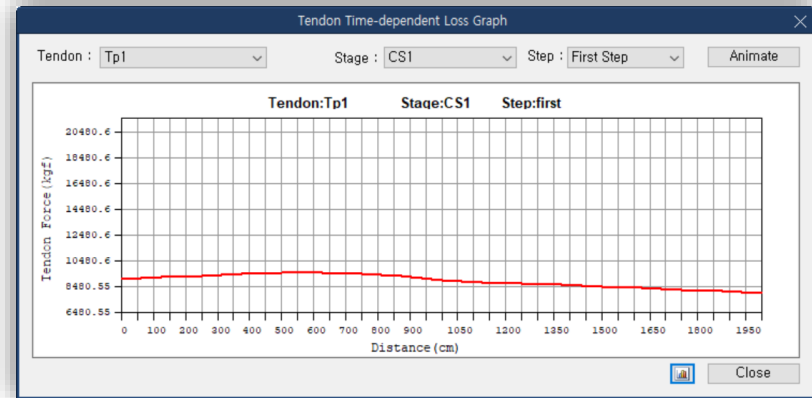 Tendon Time-dependent Loss Graph
Tendon : Tp1 Stage : CS1 Step : First Step Animate
Tendon:Tp1 Stage:CS1 Step:first
Tendon Force(kgf)
20480.6
18480.6
16480.6
14480.6
12480.6
10480.6
8480.55
6480.55
0 100 200 300 400 500 600 700 800 900 1050 1200 1350 1500 1650 1800 1950
Distance(cm)
Close